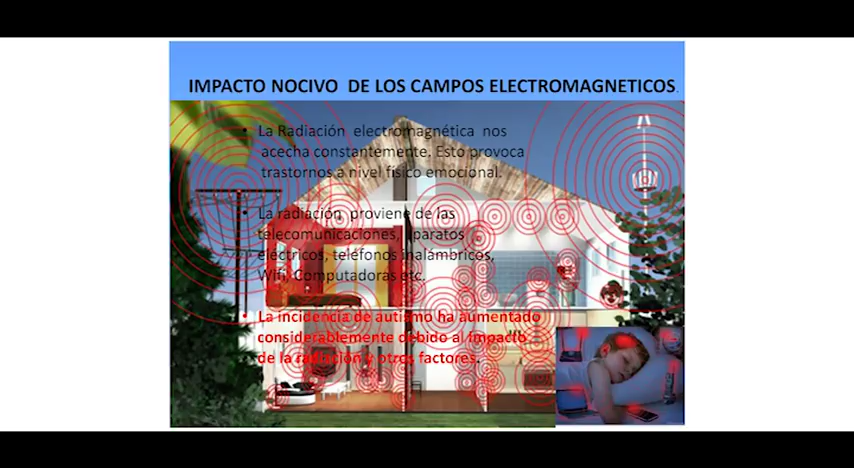 IMPACTO NOCIVO DE LOS CAMPOS ELECTROMAGNETICOS.
• La Radiación electromagnética nos
acecha constantemente. Esto provoca
trastornos a nivel físico emocional.
• La radiación proviene de las
telecomunicaciones, aparatos
eléctricos, teléfonos inalámbricos,
Wifi, Computadoras etc.
• La incidencia de autismo ha aumentado
considerablemente debido al impacto
de la radiación y otros factores.